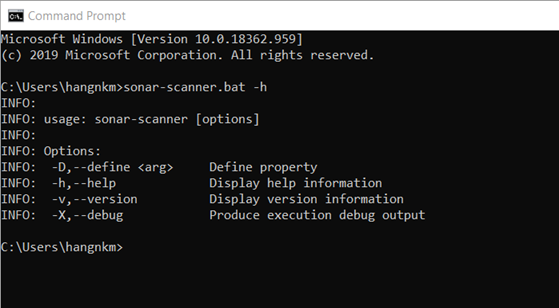 Command Prompt
Microsoft Windows [Version 10.0.18362.959]
(c) 2019 Microsoft Corporation. All rights reserved.
C:\Users\hangnkm>sonar-scanner.bat -h
INFO:
INFO: usage: sonar-scanner [options]
INFO:
INFO: Options:
INFO:  -D,--define <arg>     Define property
INFO:  -h,--help             Display help information
INFO:  -v,--version          Display version information
INFO:  -X,--debug            Produce execution debug output
C:\Users\hangnkm>